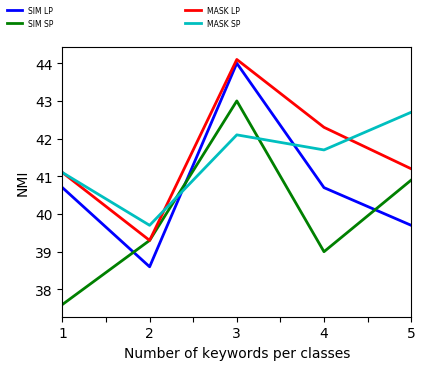 SIM LP
SIM SP
MASK LP
MASK SP
44
43
42
41
40
39
38
NMI
1 2 3 4 5
Number of keywords per classes